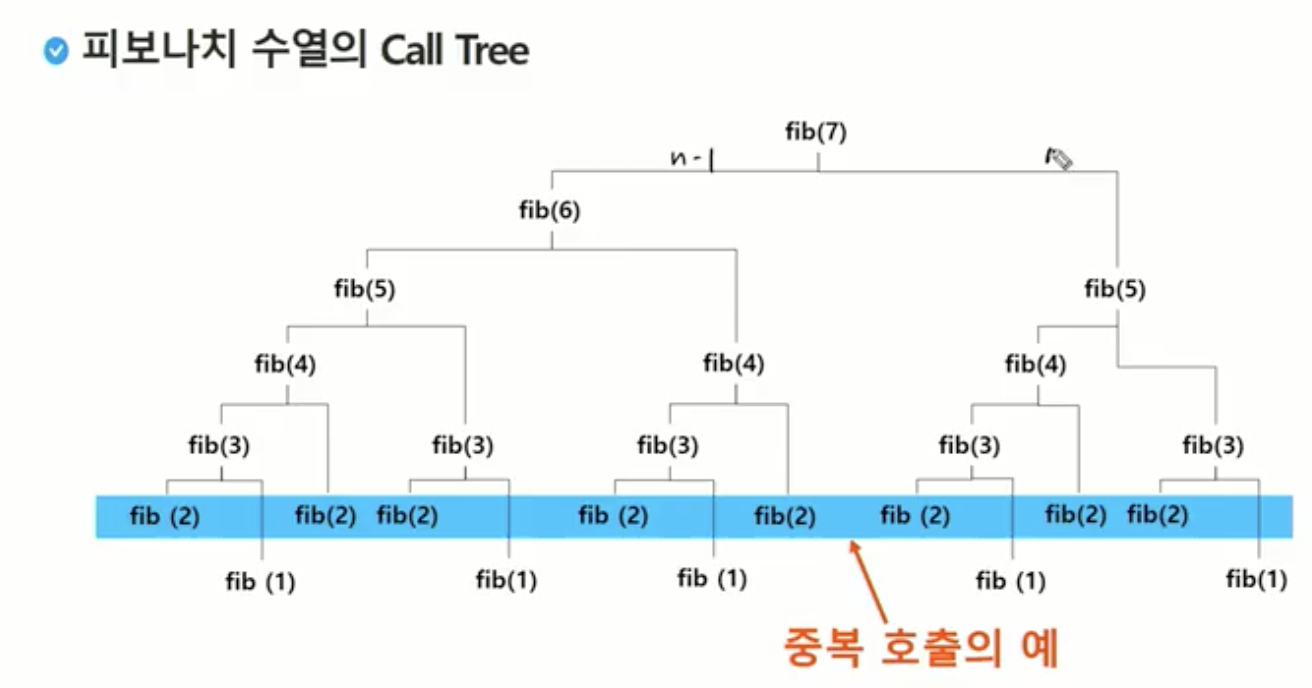 피보나치 수열의 Call Tree
fib(7)
n-1
fib(6)
fib(5) fib(5)
fib(4) fib(4) fib(4)
fib(3) fib(3) fib(3) fib(3) fib(3)
fib (2) fib(2) fib(2) fib (2) fib(2) fib (2) fib(2) fib(2)
fib (1) fib(1) fib (1) fib (1) fib(1)
중복 호출의 예